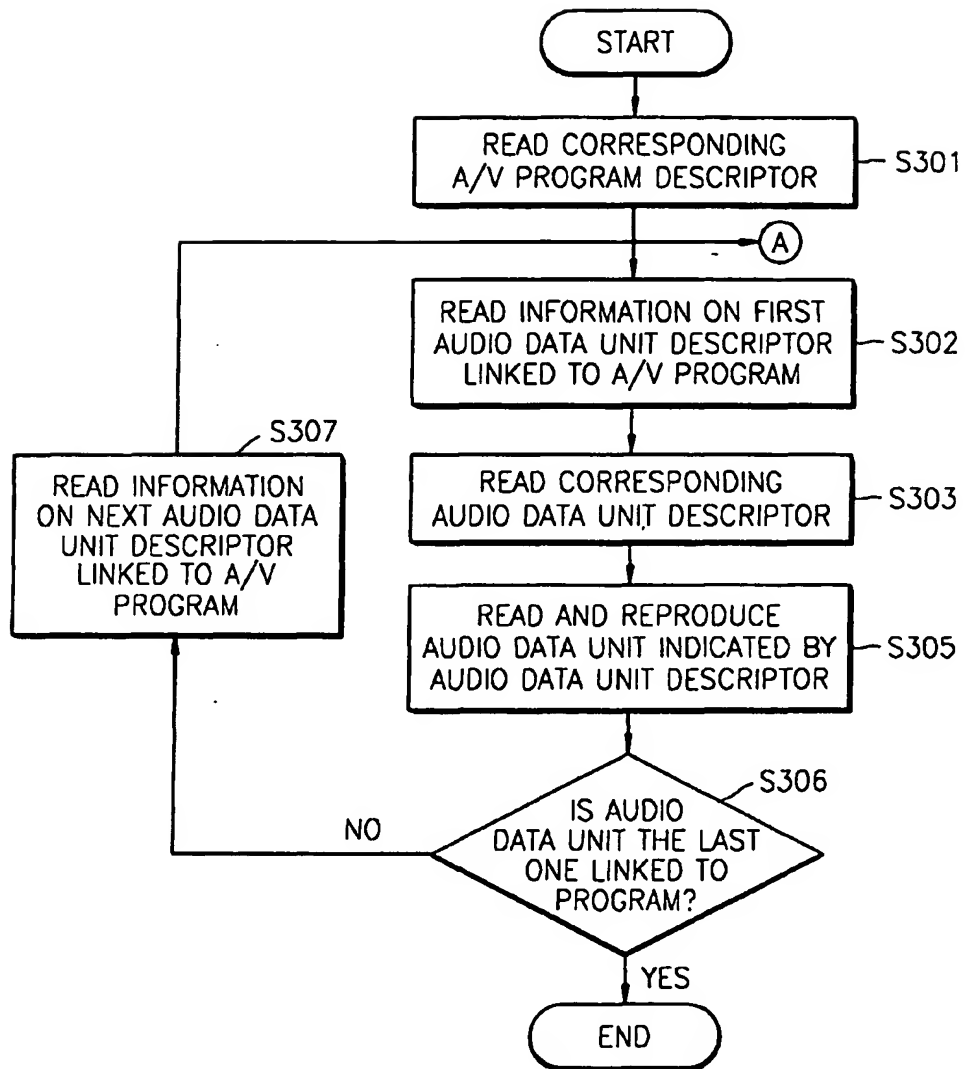 START
READ CORRESPONDING
A/V PROGRAM DESCRIPTOR
S301
A
READ INFORMATION ON FIRST
AUDIO DATA UNIT DESCRIPTOR
LINKED TO A/V PROGRAM
S302
S307
READ INFORMATION
ON NEXT AUDIO DATA
UNIT DESCRIPTOR
LINKED TO A/V
PROGRAM
READ CORRESPONDING
AUDIO DATA UNIT DESCRIPTOR
S303
READ AND REPRODUCE
AUDIO DATA UNIT INDICATED BY
AUDIO DATA UNIT DESCRIPTOR
S305
S306
NO
IS AUDIO
DATA UNIT THE LAST
ONE LINKED TO
PROGRAM?
YES
END